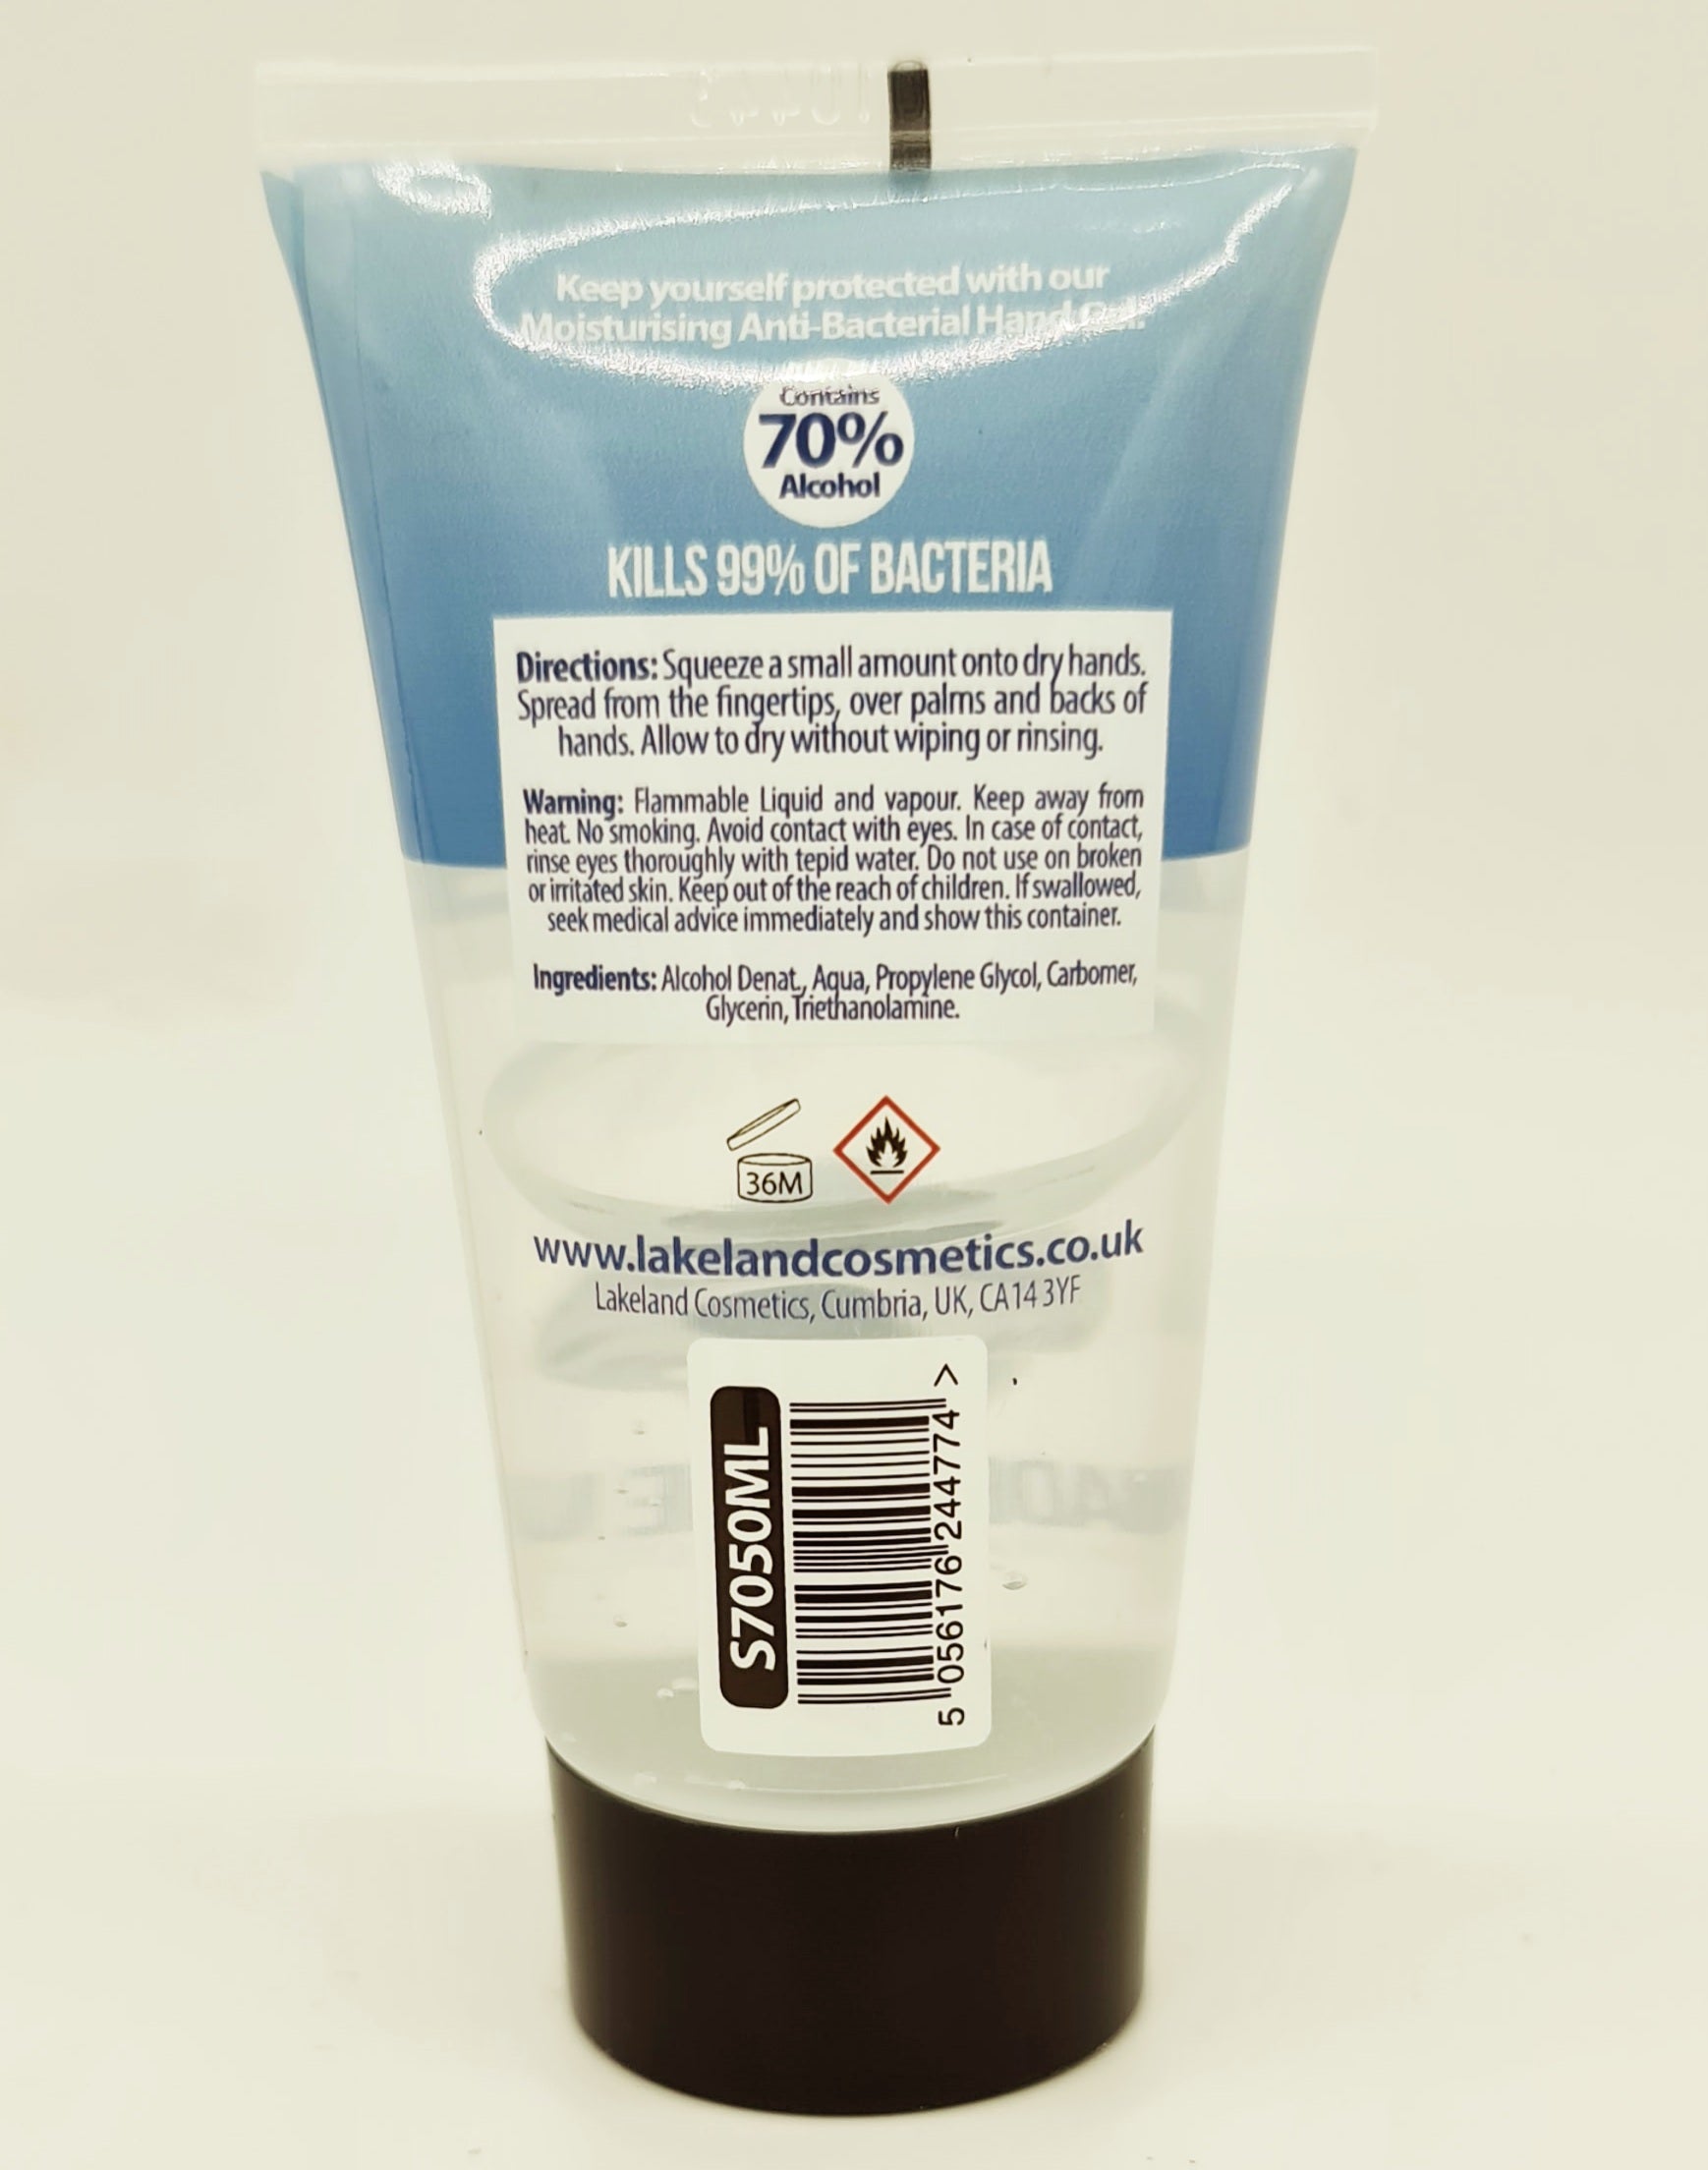 Keep yourself protected with our
Moisturising Anti-Bacterial Hand Gel.
Contains
70%
Alcohol
KILLS 99% OF BACTERIA
Directions: Squeeze a small amount onto dry hands.
Spread from the fingertips, over palms and backs of
hands. Allow to dry without wiping or rinsing.
Warning: Flammable Liquid and vapour. Keep away from
heat. No smoking. Avoid contact with eyes. In case of contact,
rinse eyes thoroughly with tepid water. Do not use on broken
or irritated skin. Keep out of the reach of children. If swallowed,
seek medical advice immediately and show this container.
Ingredients: Alcohol Denat., Aqua, Propylene Glycol, Carbomer,
Glycerin, Triethanolamine.
36M
www.lakelandcosmetics.co.uk
Lakeland Cosmetics, Cumbria, UK, CA14 3YF
S7050ML
5 056176 244774 >